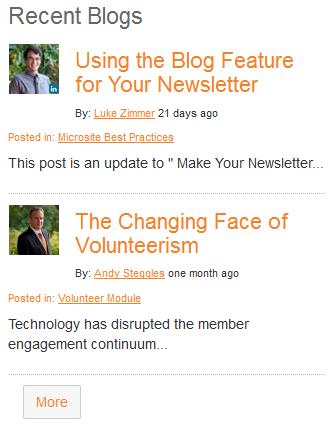 Recent Blogs
in
Using the Blog Feature
for Your Newsletter
By: Luke Zimmer 21 days ago
Posted in: Microsite Best Practices
This post is an update to " Make Your Newsletter...
The Changing Face of
Volunteerism
By: Andy Steggles one month ago
Posted in: Volunteer Module
Technology has disrupted the member
engagement continuum...
More